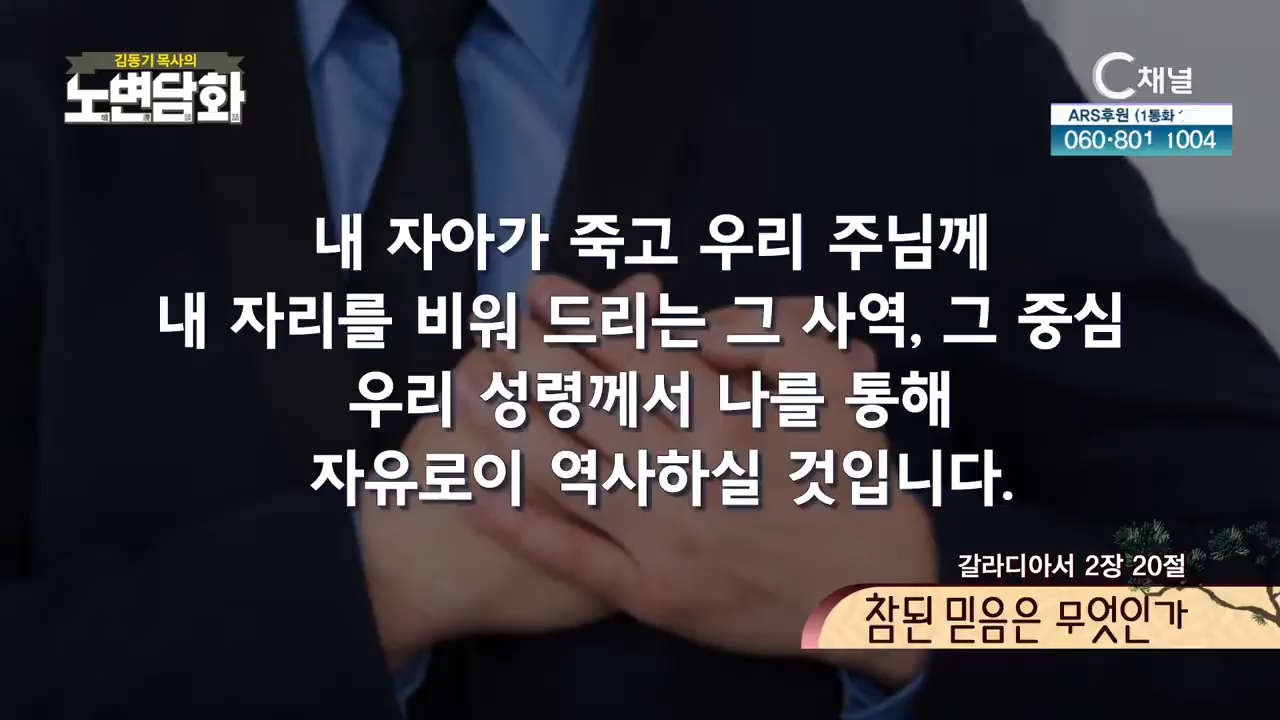 김동기 목사의
노변담화
C채널
ARS후원 (1통화
060·801 1004
내 자아가 죽고 우리 주님께
내 자리를 비워 드리는 그 사역, 그 중심
우리 성령께서 나를 통해
자유로이 역사하실 것입니다.
갈라디아서 2장 20절
참된 믿음은 무엇인가